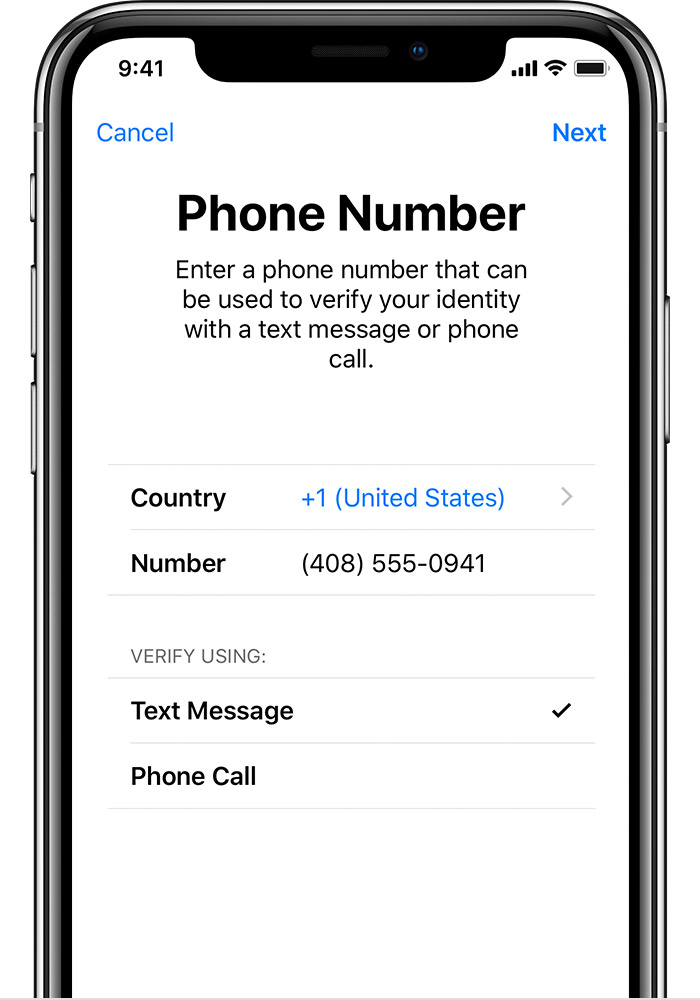 9:41
Cancel
Next
Phone Number
Enter a phone number that can
be used to verify your identity
with a text message or phone
call.
Country +1 (United States)
Number (408) 555-0941
VERIFY USING:
Text Message
Phone Call